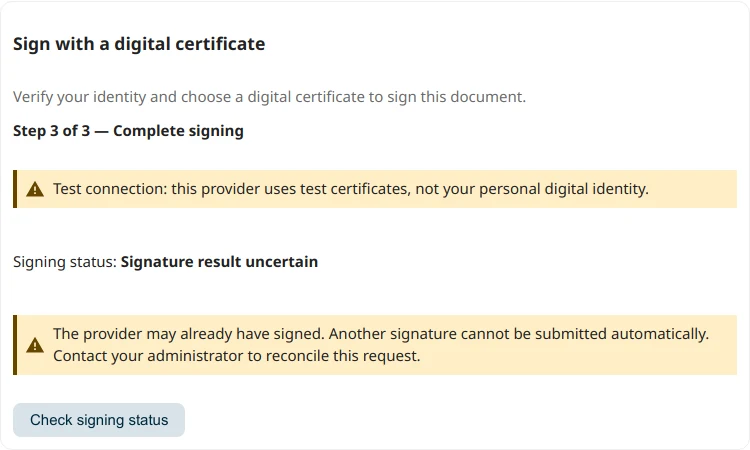 Sign with a digital certificate
Verify your identity and choose a digital certificate to sign this document.
Step 3 of 3 — Complete signing
Test connection: this provider uses test certificates, not your personal digital identity.
Signing status: Signature result uncertain
The provider may already have signed. Another signature cannot be submitted automatically.
Contact your administrator to reconcile this request.
Check signing status